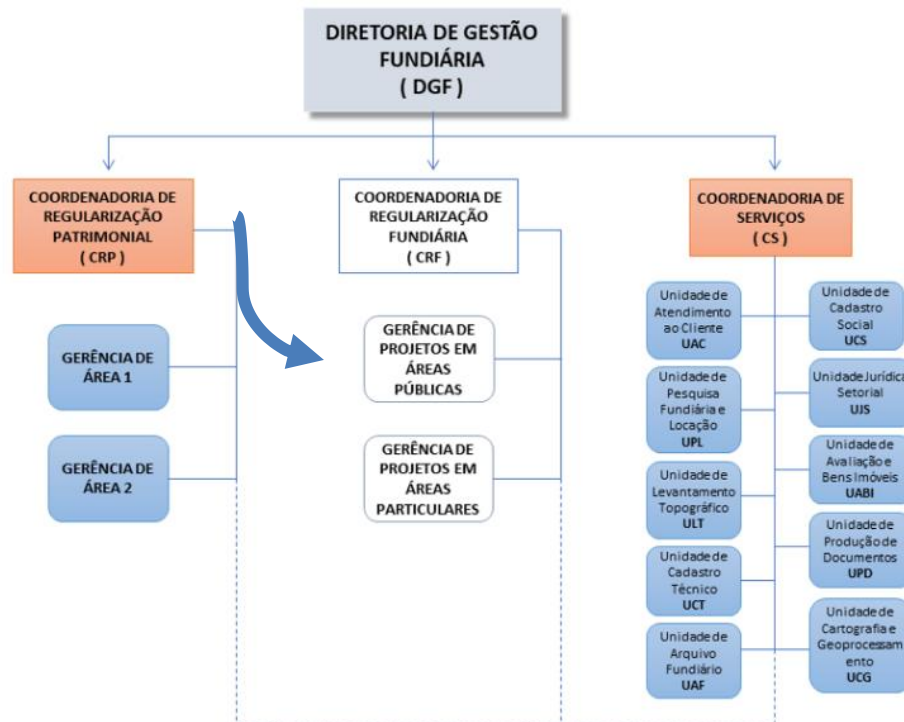 DIRETORIA DE GESTÃO
FUNDIÁRIA
( DGF )
COORDENADORIA DE
REGULARIZAÇÃO
PATRIMONIAL
( CRP )
COORDENADORIA DE
REGULARIZAÇÃO
FUNDIÁRIA
( CRF )
COORDENADORIA DE
SERVIÇOS
( CS )
GERÊNCIA DE
ÁREA 1
GERÊNCIA DE
ÁREA 2
GERÊNCIA DE
PROJETOS EM
ÁREAS
PÚBLICAS
GERÊNCIA DE
PROJETOS EM
ÁREAS
PARTICULARES
Unidade de
Atendimento
ao Cliente
UAC
Unidade de
Cadastro
Social
UCS
Unidade de
Pesquisa
Fundiária e
Locação
UPL
Unidade Jurídica
Setorial
UJS
Unidade de
Levantamento
Topográfico
ULT
Unidade de
Avaliação e
Bens Imóveis
UABI
Unidade de
Cadastro
Técnico
UCT
Unidade de
Produção de
Documentos
UPD
Unidade de
Arquivo
Fundiário
UAF
Unidade de
Cartografia e
Geoprocessam
ento
UCG